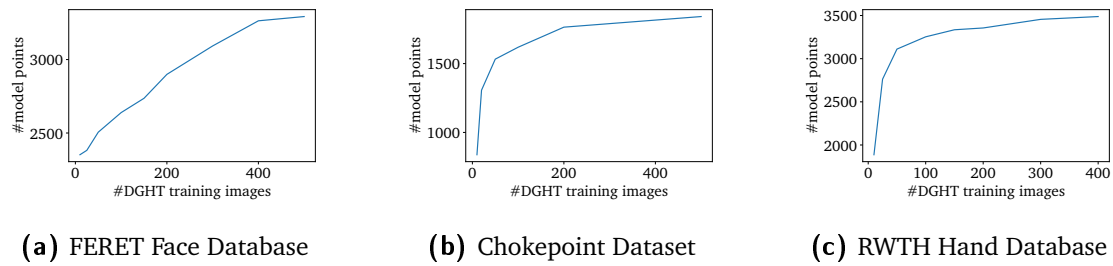 #model points
3000
2500
0
200
400
#DGHT training images
(a) FERET Face Database
#model points
1500
1000
0
200
400
#DGHT training images
(b) Chokepoint Dataset
#model points
3500
3000
2500
2000
0
100
200
300
400
#DGHT training images
(c) RWTH Hand Database